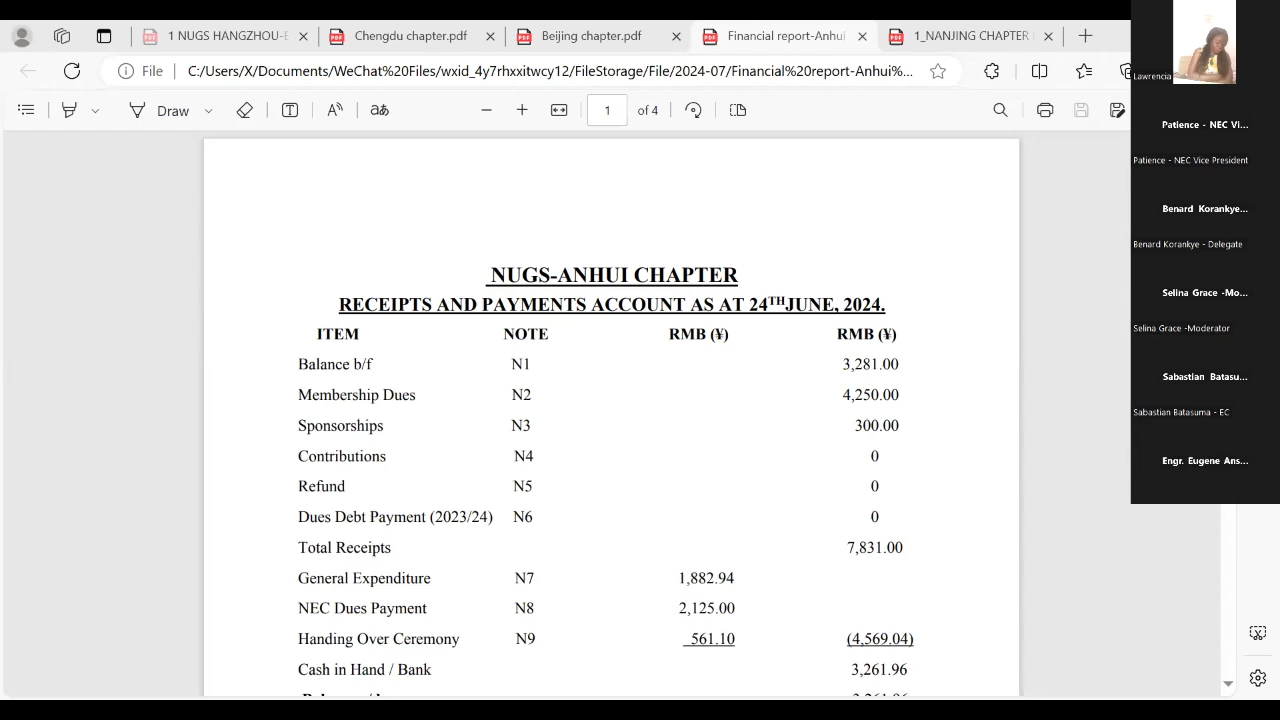 1 NUGS HANGZHOU-E
Chengdu chapter.pdf
Beijing chapter.pdf
Financial report-Anhui
1_NANJING CHAPTER
File
C:/Users/X/Documents/WeChat%20Files/wxid_4y7rhxxitwcy12/FileStorage/File/2024-07/Financial%20report-Anhui%...
Draw
1 of 4
NUGS-ANHUI CHAPTER
RECEIPTS AND PAYMENTS ACCOUNT AS AT 24THJUNE, 2024.
ITEM NOTE RMB (¥) RMB (¥)
Balance b/f N1 3,281.00
Membership Dues N2 4,250.00
Sponsorships N3 300.00
Contributions N4 0
Refund N5 0
Dues Debt Payment (2023/24) N6 0
Total Receipts 7,831.00
General Expenditure N7 1,882.94
NEC Dues Payment N8 2,125.00
Handing Over Ceremony N9 561.10 (4,569.04)
Cash in Hand / Bank 3,261.96
Lawrencia
Patience - NEC Vi...
Patience - NEC Vice President
Benard Korankye...
Benard Korankye - Delegate
Selina Grace -Mo...
Selina Grace -Moderator
Sabastian Batasu...
Sabastian Batasuma - EC
Engr. Eugene Ans...